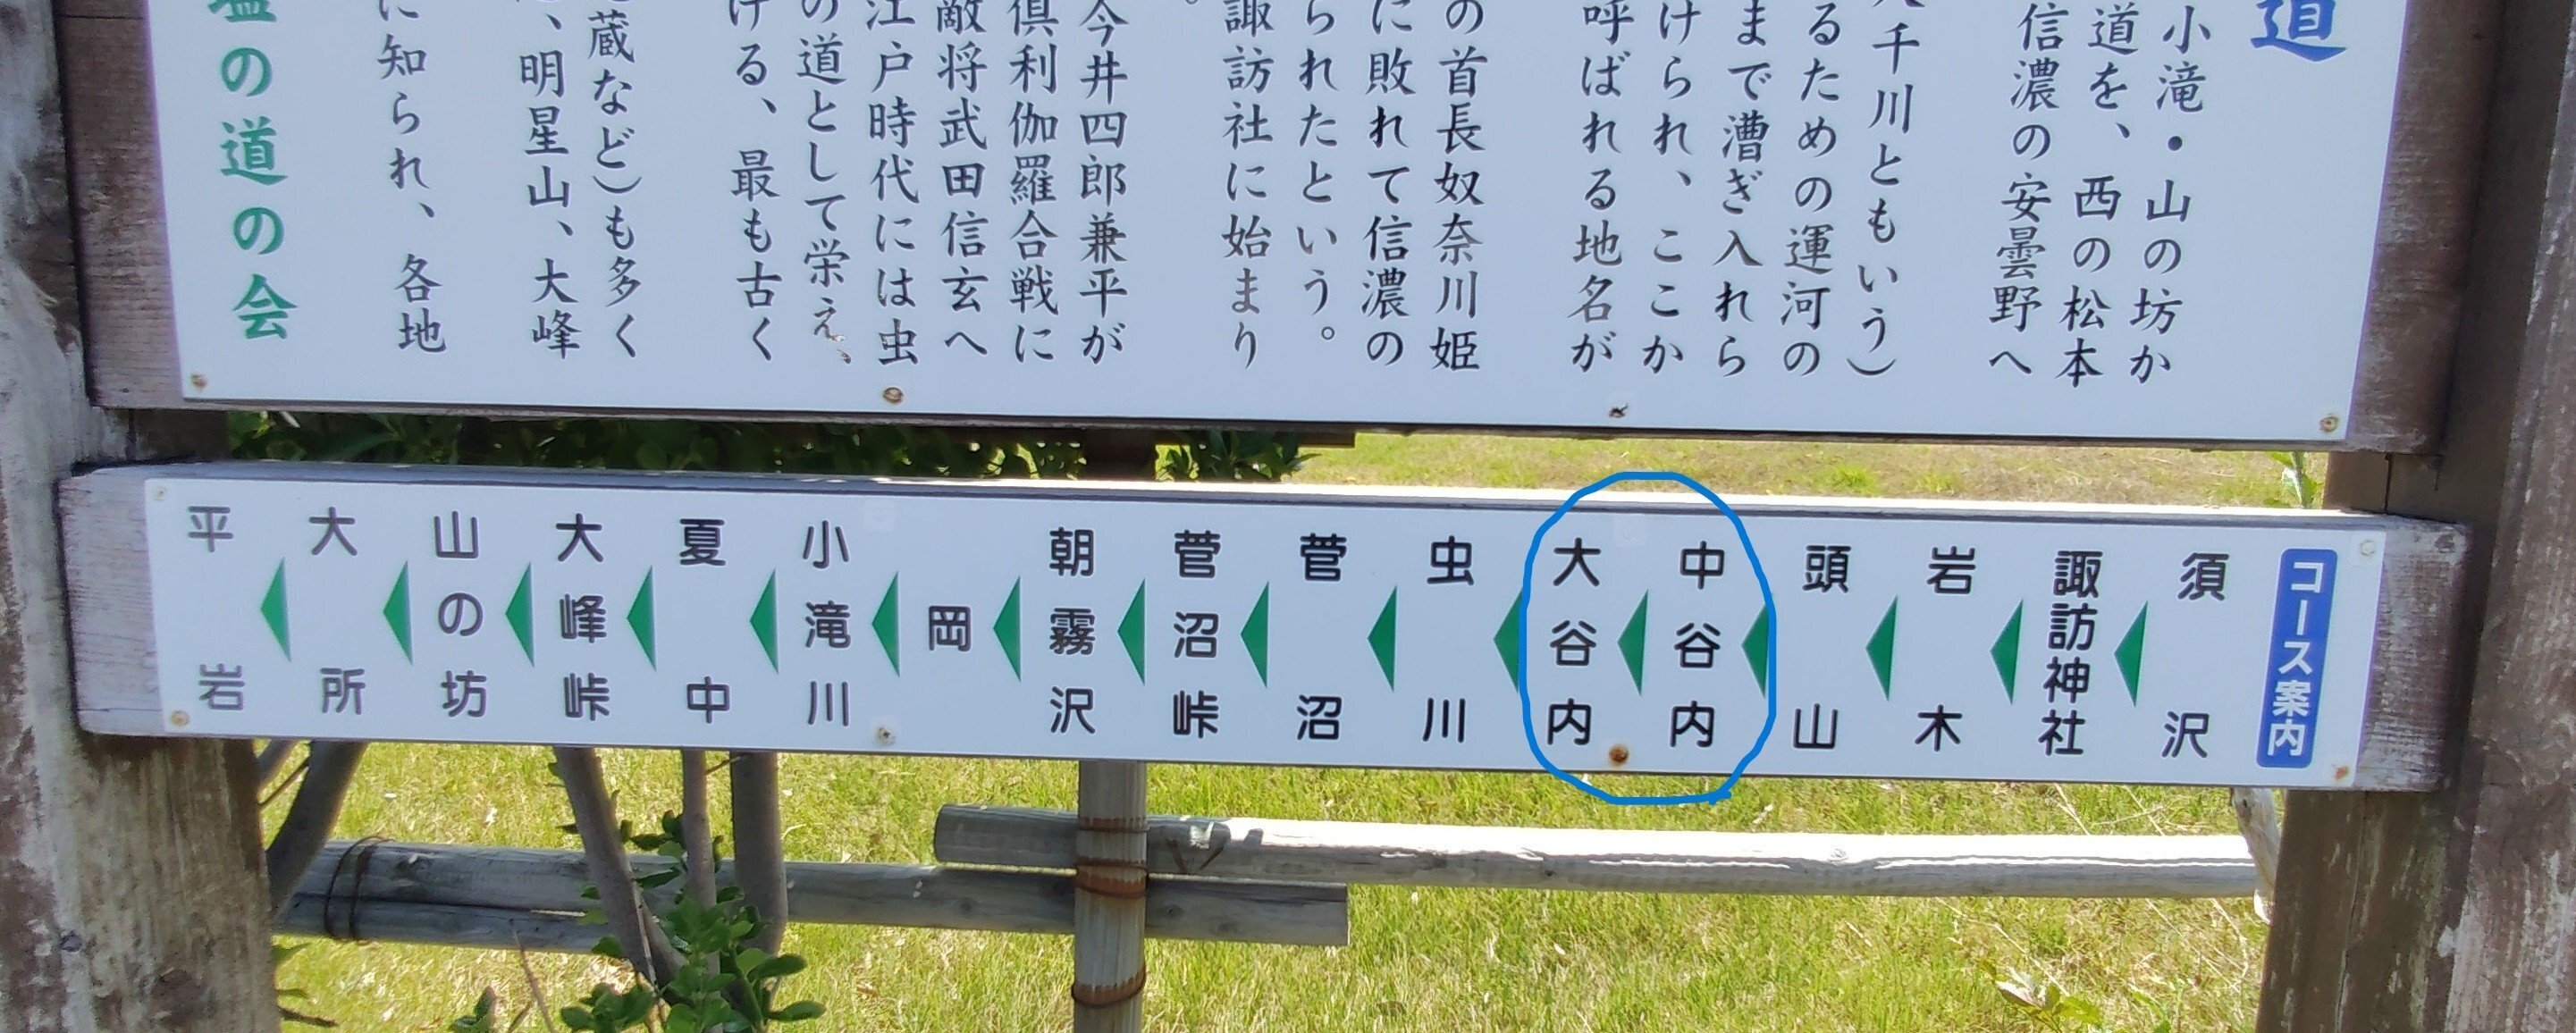 道
小滝・山の坊か
道を、西の松本
信濃の安曇野へ
千川ともいう)
るための運河の
まで漕ぎ入れら
けられ、ここか
呼ばれる地名が
の首長奴奈川姫
に敗れて信濃の
られたという。
諏訪社に始まり
今井四郎兼平が
倶利伽羅合戦に
敵将武田信玄へ
江戸時代には虫
の道として栄え、
ける、最も古く
蔵など)も多く
、明星山、大峰
に知られ、各地
塩の道の会
コース案内
須沢
諏訪神社
岩木
頭山
中谷内
大谷内
虫川
菅沼
菅沼峠
朝霧沢
岡
小滝川
夏中
大峰峠
山の坊
大所
平岩